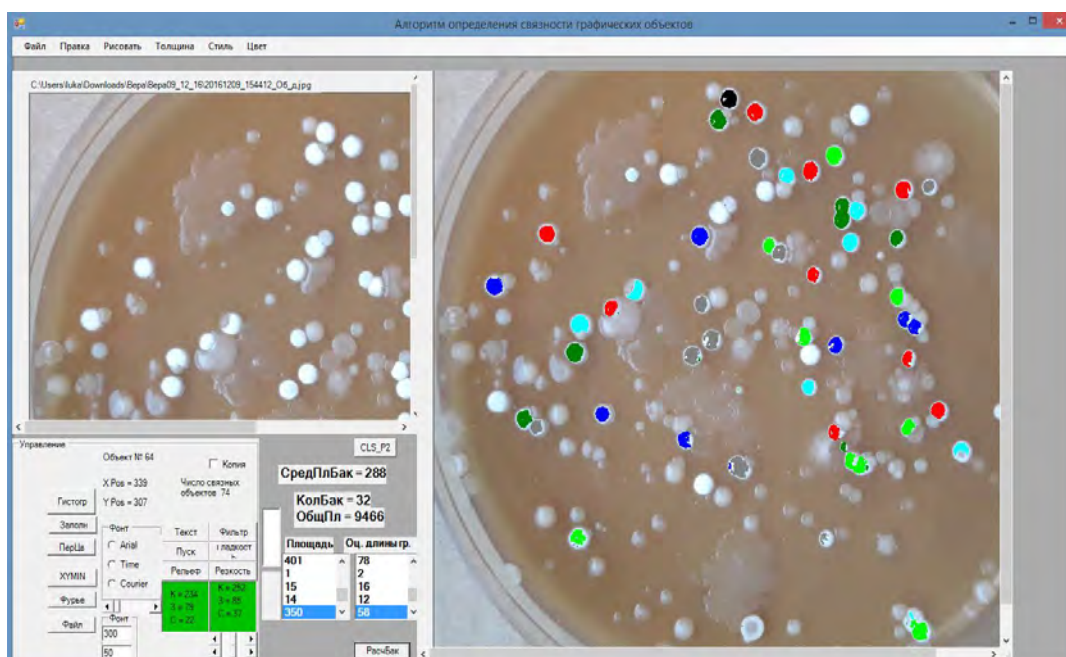 Алгоритм определения связности графических объектов
Файл Правка Рисовать Толщина Стиль Цвет
C:\Users\luka\Downloads\Вера\Вера09_12_16\20161209_154412_Об_д.jpg
Управление
Объект № 64
Копия
X Pos = 339
Y Pos = 307
Число связных
объектов 74
Гистогр
Заполн
ПерЦв
XYMIN
Фурье
Файл
Фонт
Arial
Time
Courier
Текст
Фильтр
Пуск
Гладкост
ь
Рельеф
Резкость
К = 234
З = 79
С = 22
К = 252
З = 85
С = 37
Фонт
300
50
CLS_P2
СредПлБак = 288
КолБак = 32
ОбщПл = 9466
Площадь
Оц. длины гр.
401
1
15
14
350
78
2
16
12
58
РасчБак